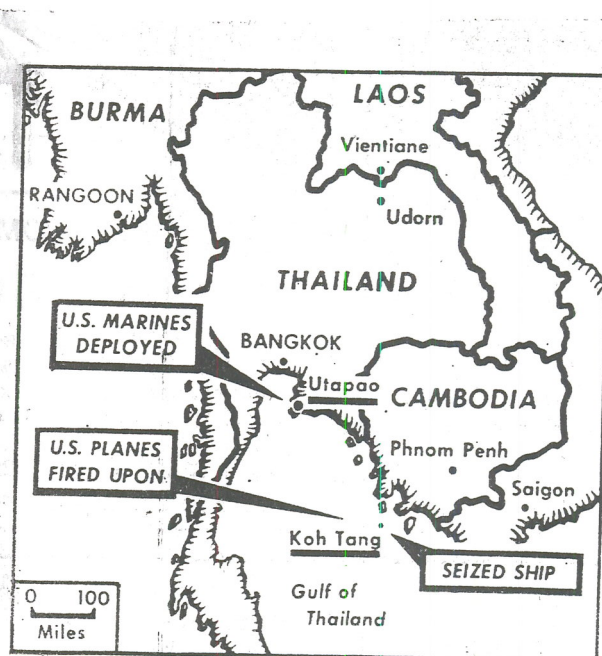 BURMA
LAOS
Vientiane
RANGOON
Udorn
THAILAND
U.S. MARINES
DEPLOYED
BANGKOK
Utapao
CAMBODIA
U.S. PLANES
FIRED UPON
Phnom Penh
Saigon
Koh Tang
SEIZED SHIP
Gulf of
Thailand
0 100
Miles